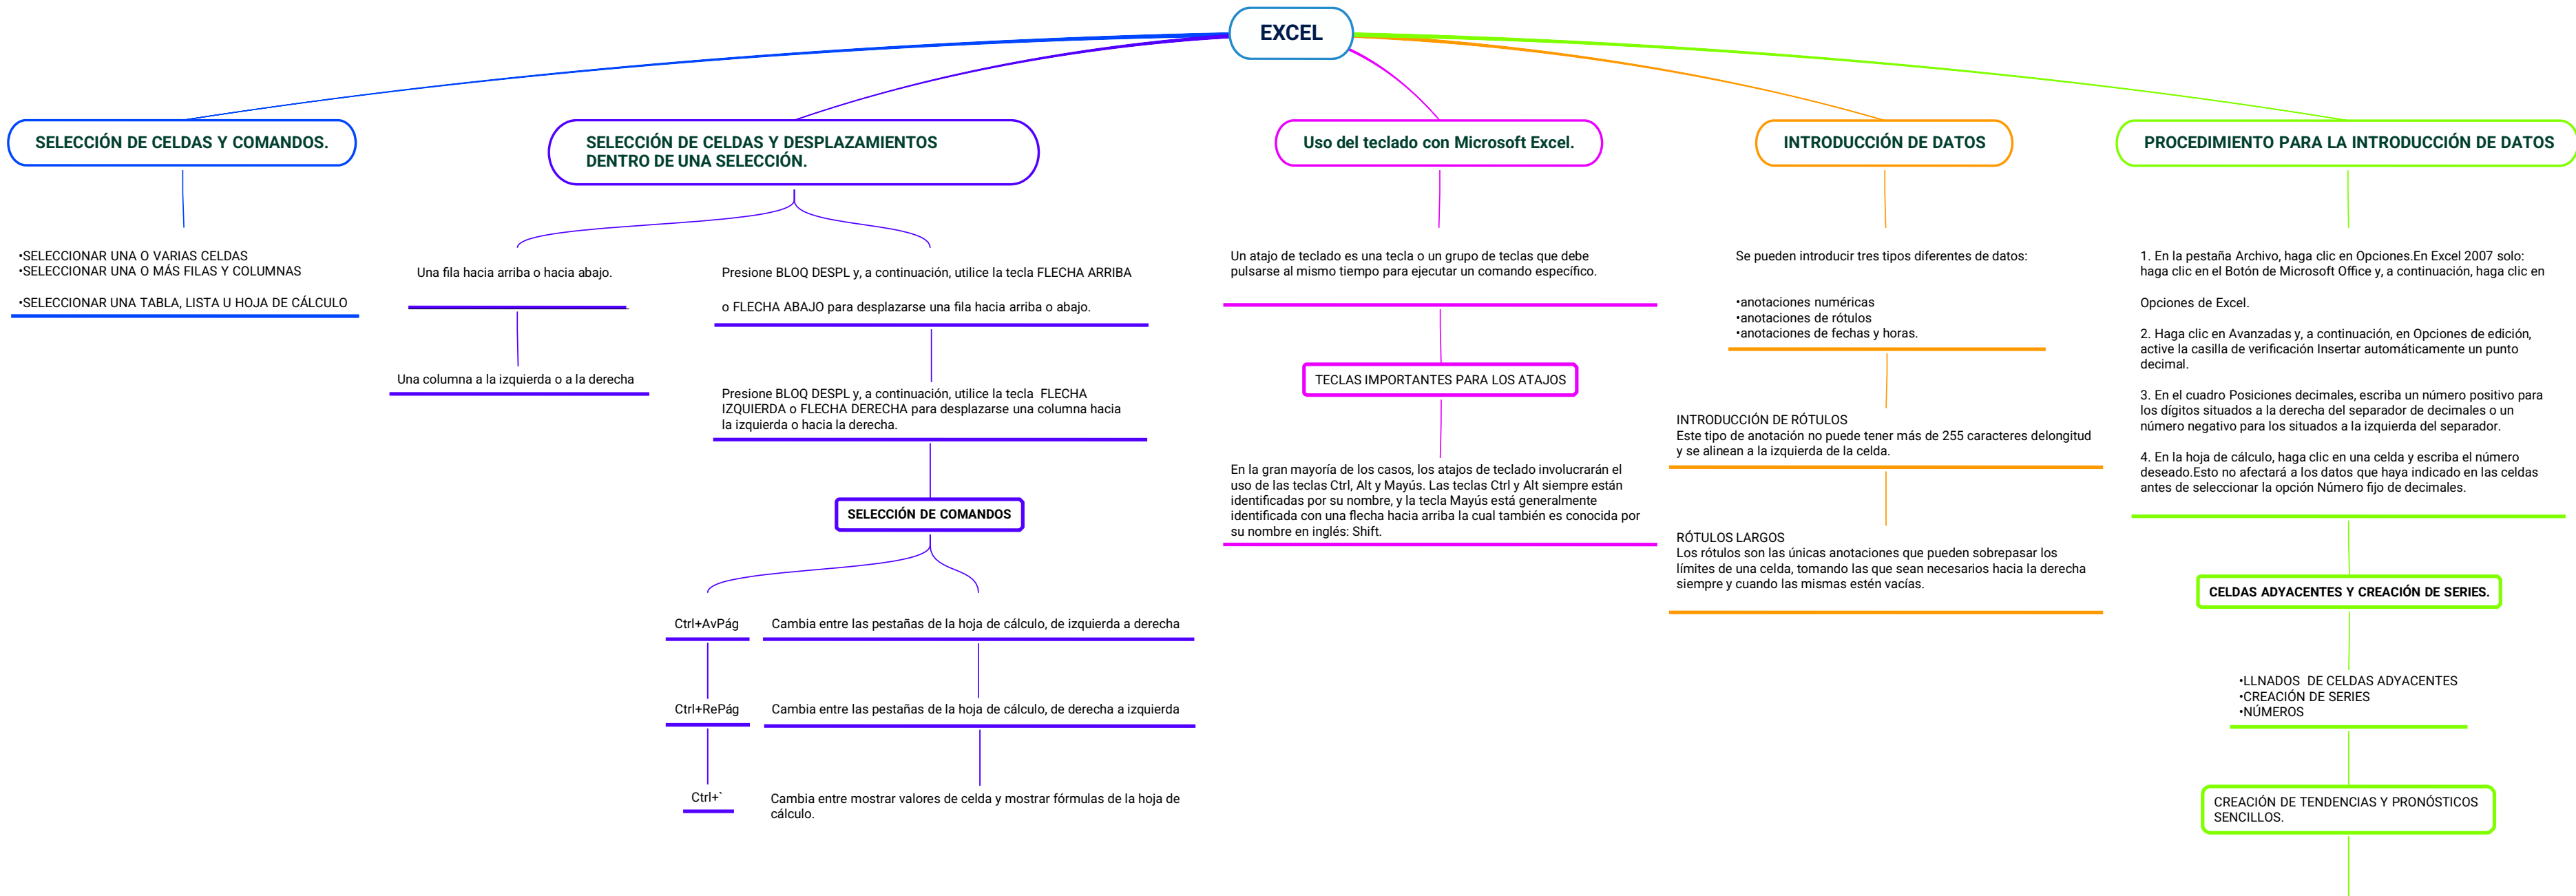 EXCEL
SELECCIÓN DE CELDAS Y COMANDOS.
•SELECCIONAR UNA O VARIAS CELDAS
•SELECCIONAR UNA O MÁS FILAS Y COLUMNAS
•SELECCIONAR UNA TABLA, LISTA U HOJA DE CÁLCULO
SELECCIÓN DE CELDAS Y DESPLAZAMIENTOS
DENTRO DE UNA SELECCIÓN.
Una fila hacia arriba o hacia abajo.
Una columna a la izquierda o a la derecha
Presione BLOQ DESPL y, a continuación, utilice la tecla FLECHA ARRIBA
o FLECHA ABAJO para desplazarse una fila hacia arriba o abajo.
Presione BLOQ DESPL y, a continuación, utilice la tecla  FLECHA
IZQUIERDA o FLECHA DERECHA para desplazarse una columna hacia
la izquierda o hacia la derecha.
SELECCIÓN DE COMANDOS
Ctrl+AvPág
Cambia entre las pestañas de la hoja de cálculo, de izquierda a derecha
Ctrl+RePág
Cambia entre las pestañas de la hoja de cálculo, de derecha a izquierda
Ctrl+`
Cambia entre mostrar valores de celda y mostrar fórmulas de la hoja de
cálculo.
Uso del teclado con Microsoft Excel.
Un atajo de teclado es una tecla o un grupo de teclas que debe
pulsarse al mismo tiempo para ejecutar un comando específico.
TECLAS IMPORTANTES PARA LOS ATAJOS
En la gran mayoría de los casos, los atajos de teclado involucrarán el
uso de las teclas Ctrl, Alt y Mayús. Las teclas Ctrl y Alt siempre están
identificadas por su nombre, y la tecla Mayús está generalmente
identificada con una flecha hacia arriba la cual también es conocida por
su nombre en inglés: Shift.
INTRODUCCIÓN DE DATOS
Se pueden introducir tres tipos diferentes de datos:
•anotaciones numéricas
•anotaciones de rótulos
•anotaciones de fechas y horas.
INTRODUCCIÓN DE RÓTULOS
Este tipo de anotación no puede tener más de 255 caracteres delongitud
y se alinean a la izquierda de la celda.
RÓTULOS LARGOS
Los rótulos son las únicas anotaciones que pueden sobrepasar los
límites de una celda, tomando las que sean necesarios hacia la derecha
siempre y cuando las mismas estén vacías.
PROCEDIMIENTO PARA LA INTRODUCCIÓN DE DATOS
1. En la pestaña Archivo, haga clic en Opciones.En Excel 2007 solo:
haga clic en el Botón de Microsoft Office y, a continuación, haga clic en
Opciones de Excel.
2. Haga clic en Avanzadas y, a continuación, en Opciones de edición,
active la casilla de verificación Insertar automáticamente un punto
decimal.
3. En el cuadro Posiciones decimales, escriba un número positivo para
los dígitos situados a la derecha del separador de decimales o un
número negativo para los situados a la izquierda del separador.
4. En la hoja de cálculo, haga clic en una celda y escriba el número
deseado.Esto no afectará a los datos que haya indicado en las celdas
antes de seleccionar la opción Número fijo de decimales.
CELDAS ADYACENTES Y CREACIÓN DE SERIES.
•LLNADOS  DE CELDAS ADYACENTES
•CREACIÓN DE SERIES
•NÚMEROS
CREACIÓN DE TENDENCIAS Y PRONÓSTICOS
SENCILLOS.